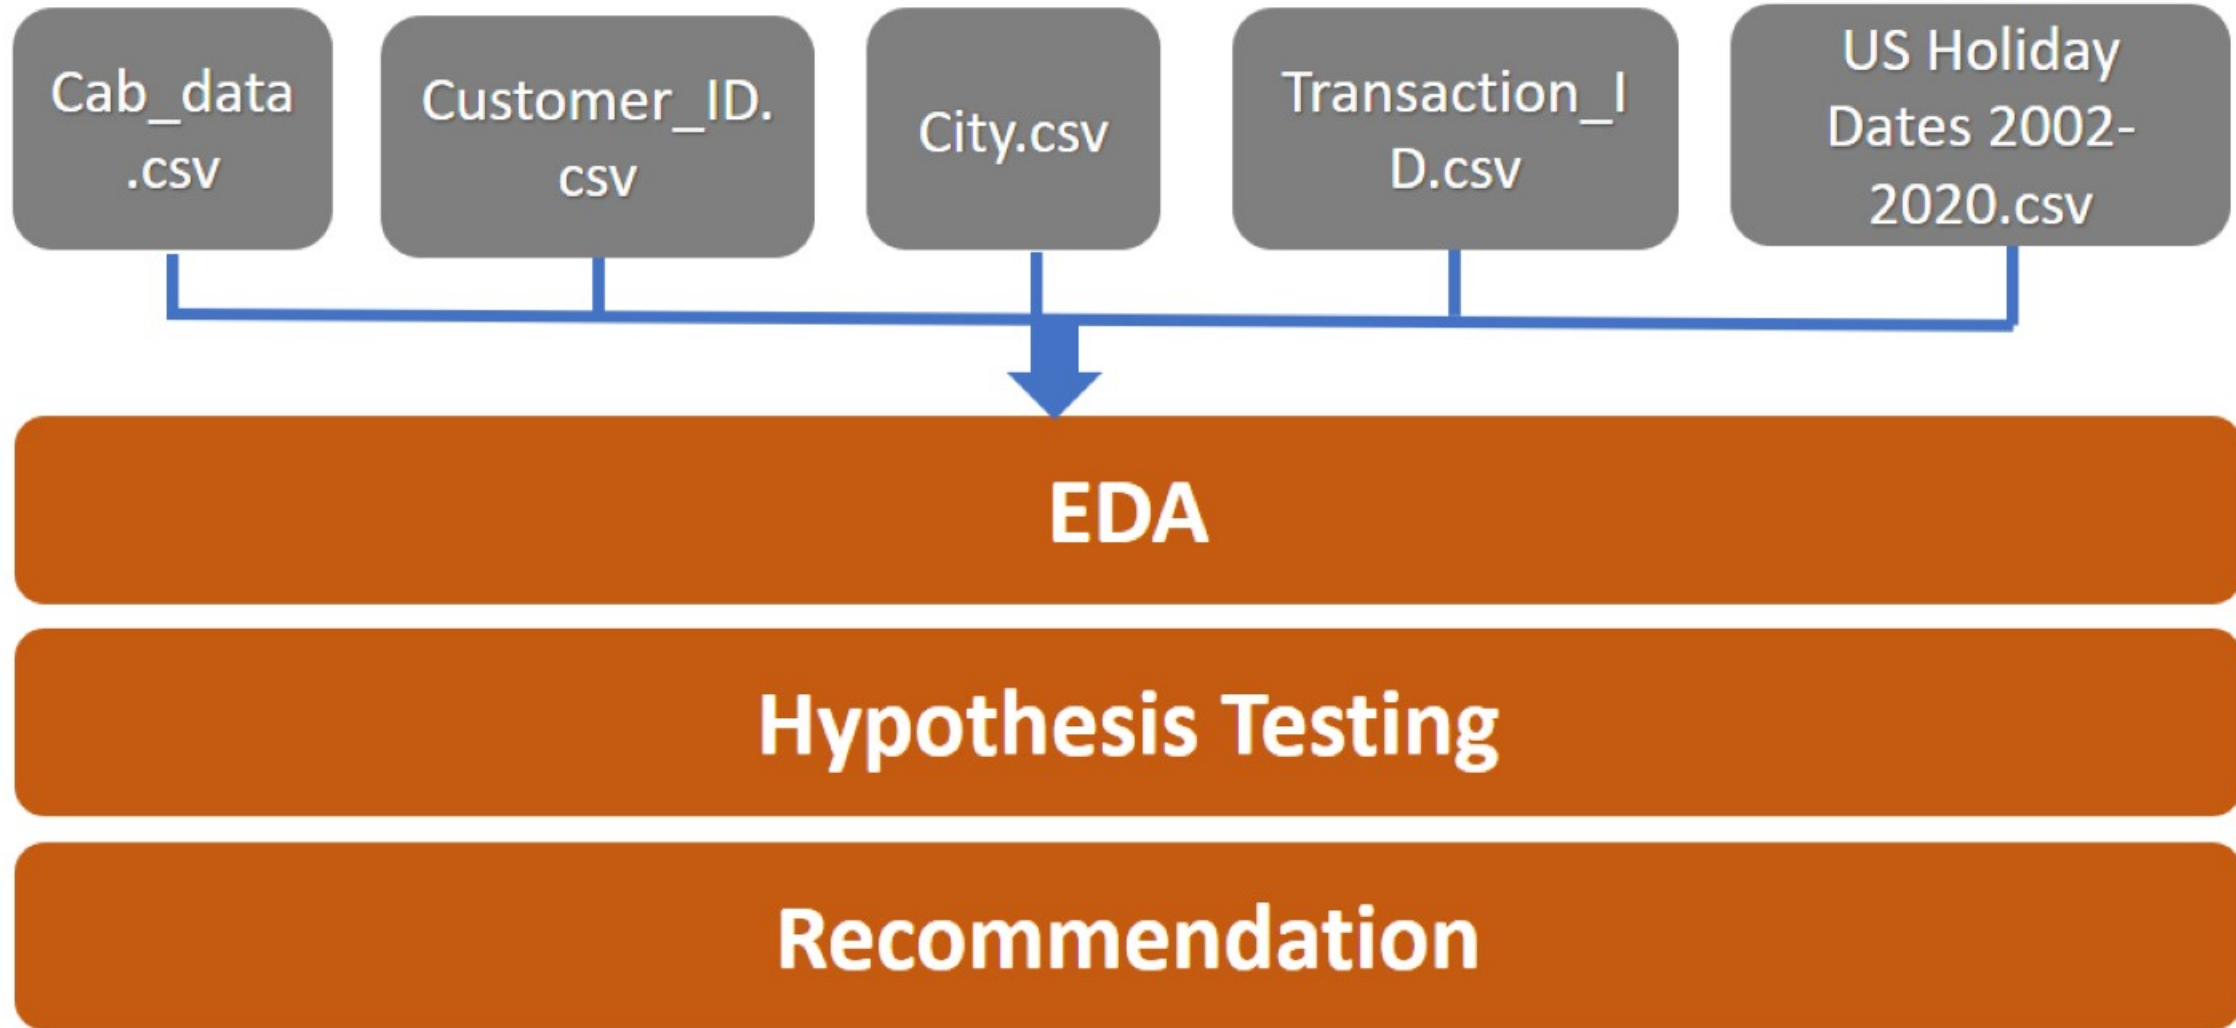 Cab_data
.csv
Customer_ID.
csv
City.csv
Transaction_I
D.csv
US Holiday
Dates 2002-
2020.csv
EDA
Hypothesis Testing
Recommendation